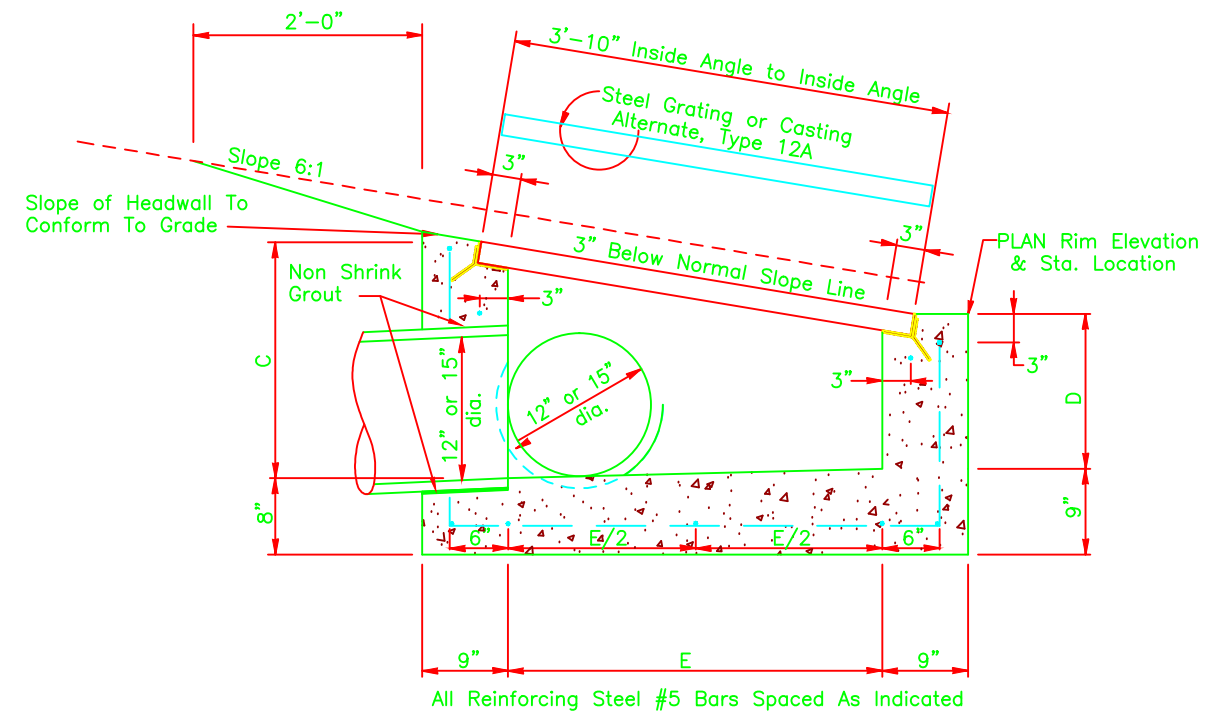 2'-0"
3'-10" Inside Angle to Inside Angle
Steel Grating or Casting
Alternate, Type 12A
3"
Slope 6:1
Slope of Headwall To
Conform To Grade
3" Below Normal Slope Line
3"
PLAN Rim Elevation
& Sta. Location
Non Shrink
Grout
3"
3"
3"
C
12" or 15"
dia.
12" or 15"
dia.
D
8"
9"
6"
E/2
E/2
6"
9"
E
9"
All Reinforcing Steel #5 Bars Spaced As Indicated